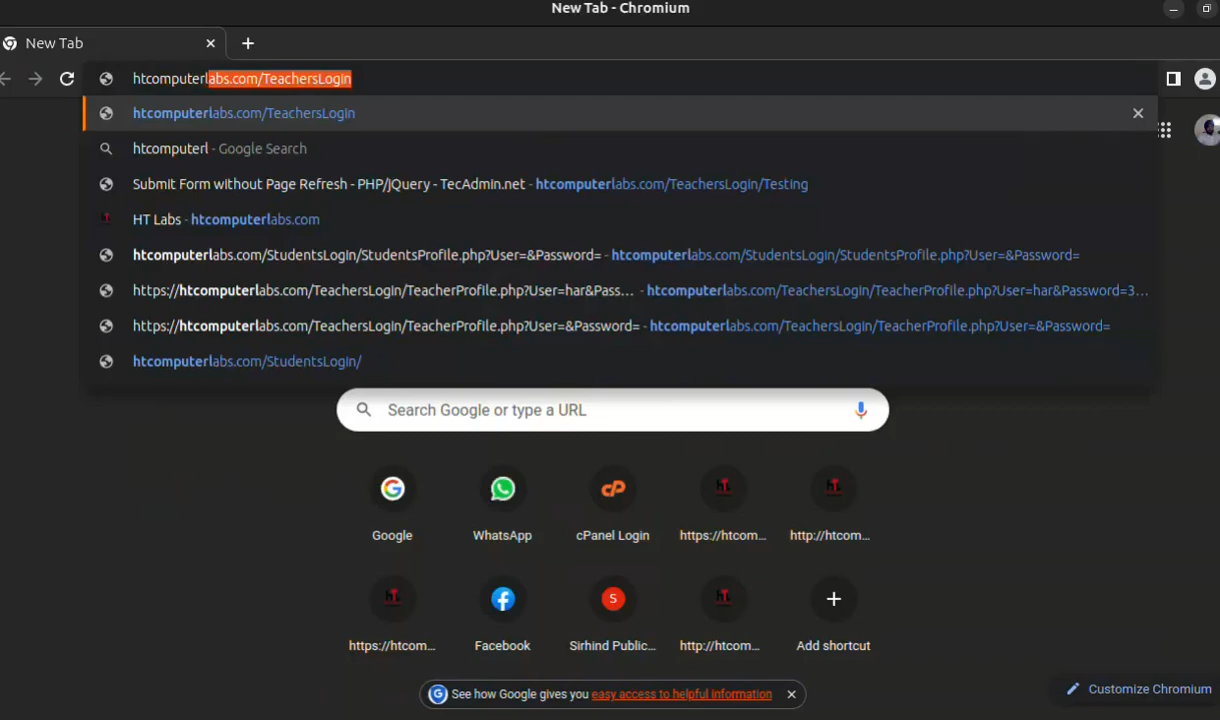 New Tab - Chromium
New Tab
htcomputerlabs.com/TeachersLogin
htcomputerlabs.com/TeachersLogin
htcomputerl - Google Search
Submit Form without Page Refresh - PHP/jQuery - TecAdmin.net - htcomputerlabs.com/TeachersLogin/Testing
HT Labs - htcomputerlabs.com
htcomputerlabs.com/StudentsLogin/StudentsProfile.php?User=&Password= - htcomputerlabs.com/StudentsLogin/StudentsProfile.php?User=&Password=
https://htcomputerlabs.com/TeachersLogin/TeacherProfile.php?User=har&Pass... - htcomputerlabs.com/TeachersLogin/TeacherProfile.php?User=har&Password=3...
https://htcomputerlabs.com/TeachersLogin/TeacherProfile.php?User=&Password= - htcomputerlabs.com/TeachersLogin/TeacherProfile.php?User=&Password=
htcomputerlabs.com/StudentsLogin/
Search Google or type a URL
Google WhatsApp cPanel Login https://htcom... http://htcom...
S
https://htcom... Facebook Sirhind Public... http://htcom... Add shortcut
G See how Google gives you easy access to helpful information
Customize Chromium